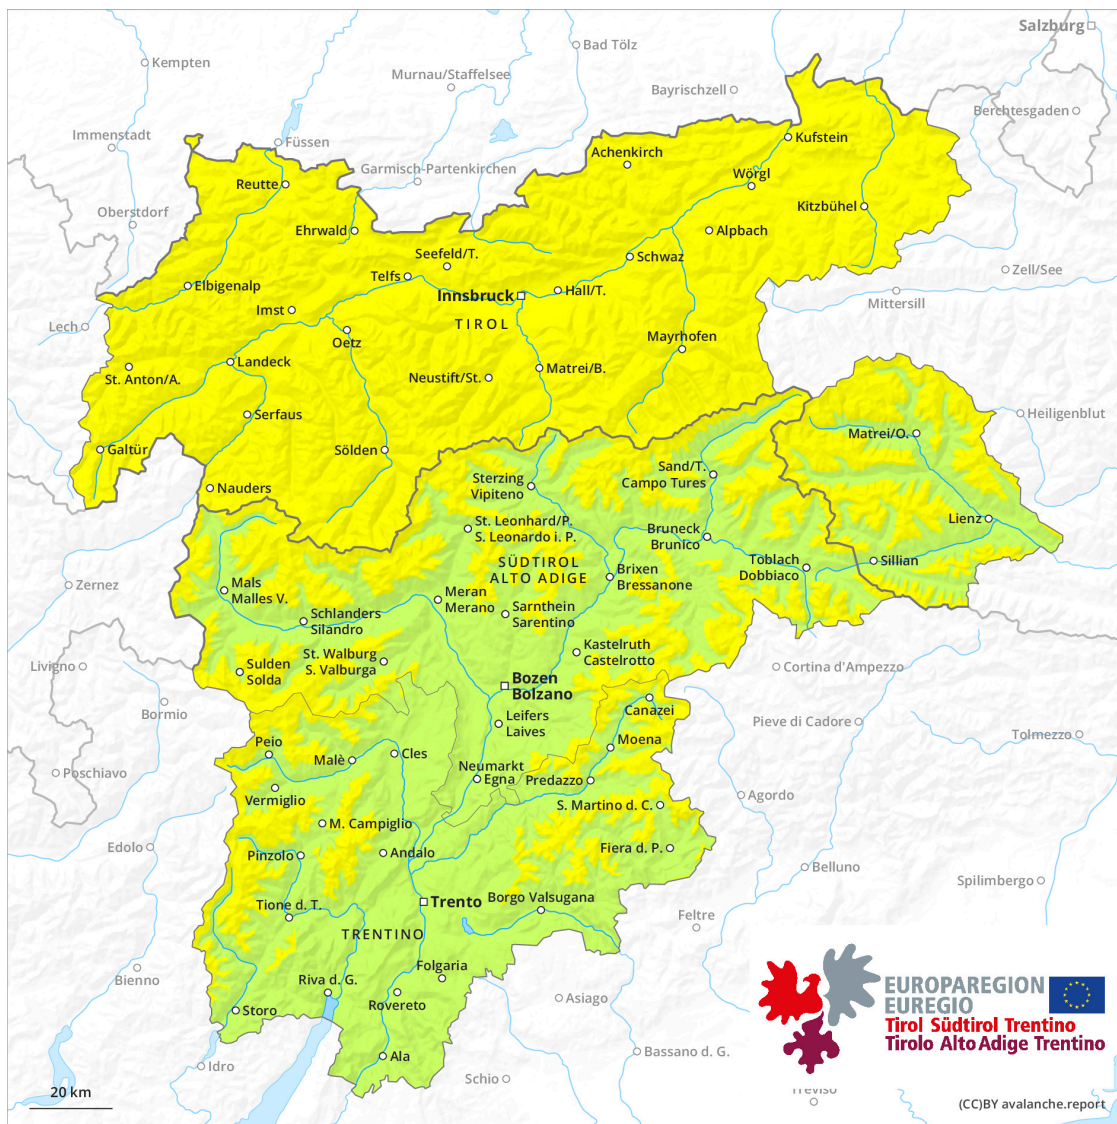 Salzburg
Bad Tölz
Kempten
Murnau/Staffelsee
Bayrischzell
Berchtesgaden
Immenstadt
Füssen
Kufstein
Achenkirch
Garmisch-Partenkirchen
Wörgl
Reutte
Oberstdorf
Kitzbühel
Ehrwald
Alpbach
Seefeld/T.
Schwaz
Zell/See
Telfs
Elbigenalp
Hall/T.
Innsbruck
Mittersill
Imst
TIROL
Lech
Oetz
Mayrhofen
Landeck
Matrei/B.
St. Anton/A.
Neustift/St.
Serfaus
Heiligenblut
Matrei/O.
Galtür
Sölden
Sterzing
Vipiteno
Sand/T.
Campo Tures
Nauders
Lienz
St. Leonhard/P.
S. Leonardo i. P.
Bruneck
Brunico
SÜDTIROL
ALTO ADIGE
Toblach
Dobbiaco
Sillian
Brixen
Bressanone
Zernez
Mals
Malles V.
Meran
Merano
Sarnthein
Sarentino
Schlanders
Silandro
Kastelruth
Castelrotto
St. Walburg
S. Valburga
Livigno
Sulden
Solda
Cortina d'Ampezzo
Bozen
Bolzano
Canazei
Bormio
Leifers
Laives
Pieve di Cadore
Tolmezzo
Peio
Moena
Cles
Malè
Neumarkt
Egna
Poschiavo
Predazzo
Vermiglio
Agordo
S. Martino d. C.
M. Campiglio
Edolo
Fiera d. P.
Andalo
Pinzolo
Belluno
Spilimbergo
Borgo Valsugana
Trento
Tione d. T.
Feltre
TRENTINO
Bienno
Folgaria
Riva d. G.
EUROPAREGION
EUREGIO
Tirol Südtirol Trentino
Tirolo Alto Adige Trentino
Asiago
Rovereto
Storo
Bassano d. G.
Ala
Idro
Schio
Treviso
20 km
(CC)BY avalanche.report